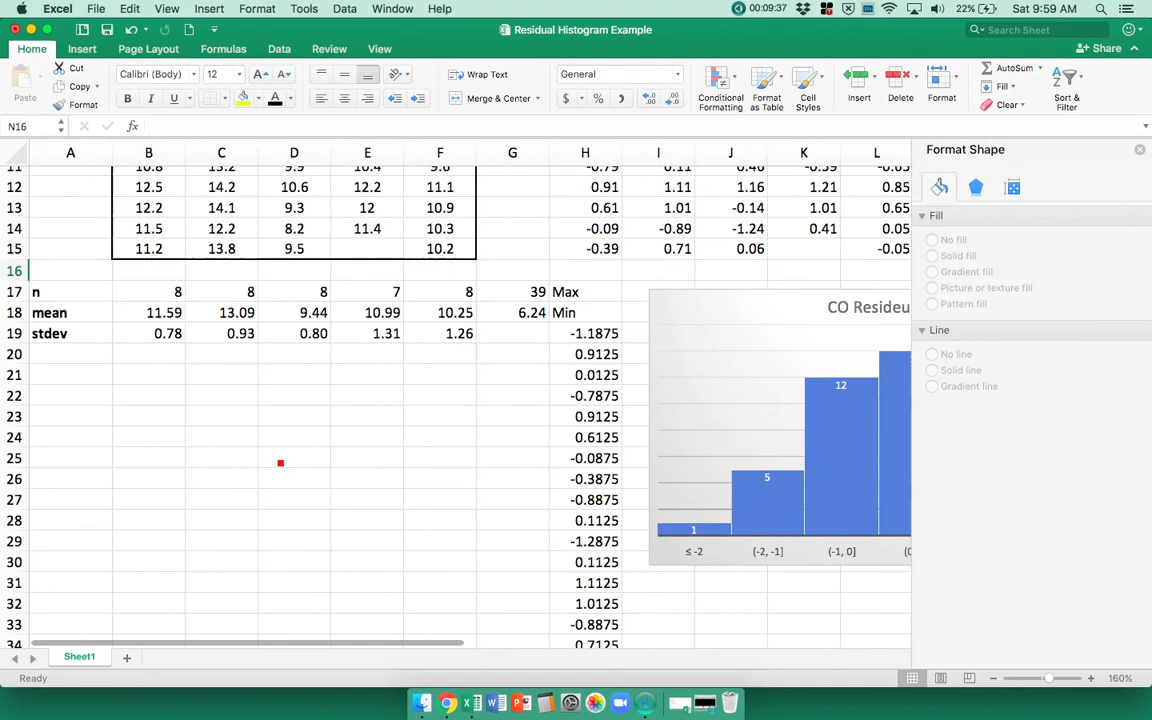 Excel File Edit View Insert Format Tools Data Window Help 00:09:37 22% Sat 9:59 AM
Residual Histogram Example Search Sheet
Home Insert Page Layout Formulas Data Review View Share
Paste Cut Copy Format Calibri (Body) 12 Wrap Text General Conditional Formatting Format as Table Cell Styles Insert Delete Format AutoSum Fill Clear Sort & Filter
B I U A Merge & Center $ %
N16 fx
A B C D E F G H I J K L
11 10.8 13.2 9.9 10.4 9.6 -0.79 0.11 0.46 -0.59 -0.65
12 12.5 14.2 10.6 12.2 11.1 0.91 1.11 1.16 1.21 0.85
13 12.2 14.1 9.3 12 10.9 0.61 1.01 -0.14 1.01 0.65
14 11.5 12.2 8.2 11.4 10.3 -0.09 -0.89 -1.24 0.41 0.05
15 11.2 13.8 9.5 10.2 -0.39 0.71 0.06 -0.05
16
17 n 8 8 8 7 8 39 Max
18 mean 11.59 13.09 9.44 10.99 10.25 6.24 Min
19 stdev 0.78 0.93 0.80 1.31 1.26 -1.1875
20 0.9125
21 0.0125
22 -0.7875
23 0.9125
24 0.6125
25 -0.0875
26 -0.3875
27 -0.8875
28 0.1125
29 -1.2875
30 0.1125
31 1.1125
32 1.0125
33 -0.8875
34 0.7125
CO Resideu
12
5
1
≤ -2 (-2, -1] (-1, 0] (0
Format Shape
Fill
No fill
Solid fill
Gradient fill
Picture or texture fill
Pattern fill
Line
No line
Solid line
Gradient line
Sheet1
Ready 160%